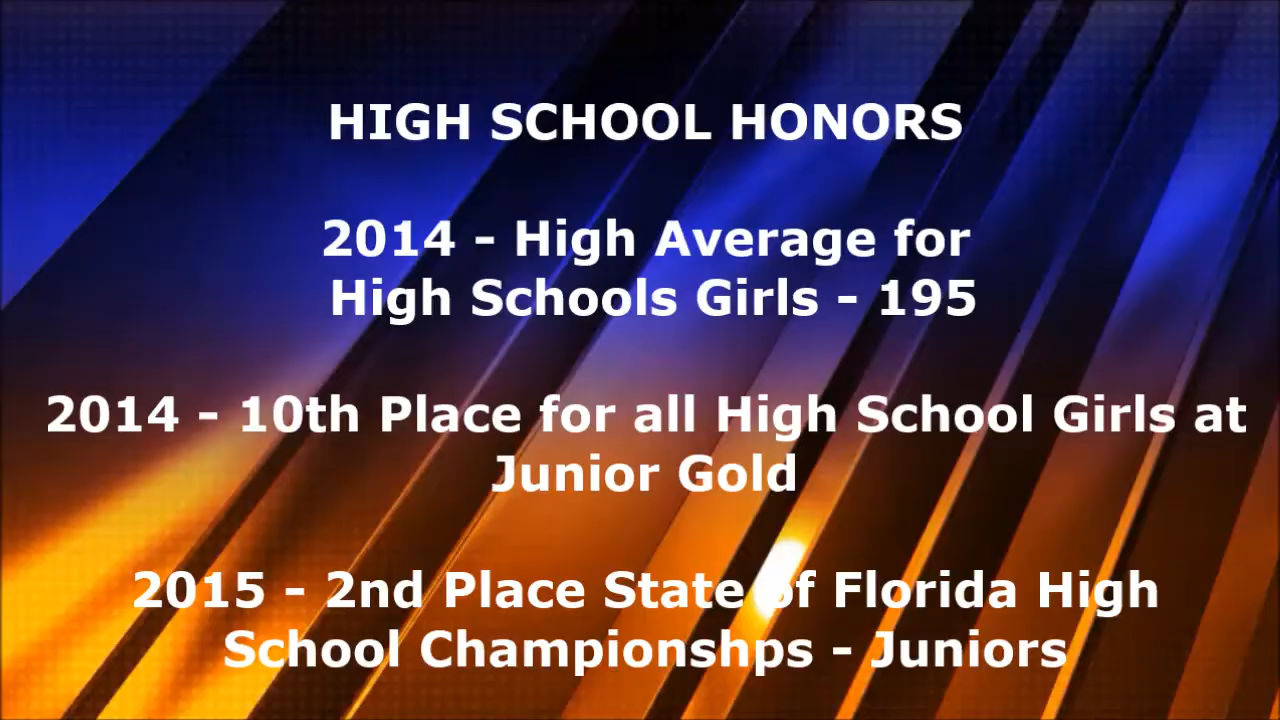 HIGH SCHOOL HONORS
2014 - High Average for
High Schools Girls - 195
2014 - 10th Place for all High School Girls at
Junior Gold
2015 - 2nd Place State of Florida High
School Championshps - Juniors